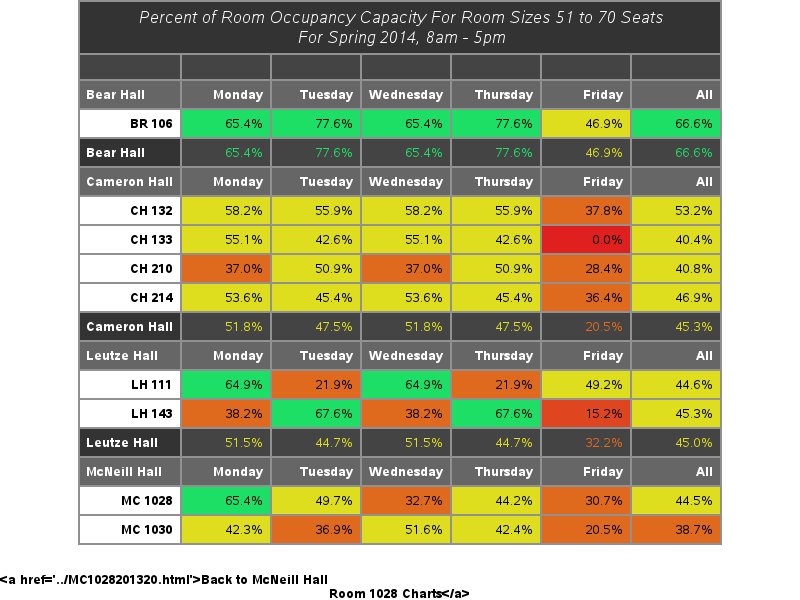 Percent of Room Occupancy Capacity For Room Sizes 51 to 70 Seats
For Spring 2014, 8am - 5pm
Bear Hall Monday Tuesday Wednesday Thursday Friday All
BR 106 65.4% 77.6% 65.4% 77.6% 46.9% 66.6%
Bear Hall 65.4% 77.6% 65.4% 77.6% 46.9% 66.6%
Cameron Hall Monday Tuesday Wednesday Thursday Friday All
CH 132 58.2% 55.9% 58.2% 55.9% 37.8% 53.2%
CH 133 55.1% 42.6% 55.1% 42.6% 0.0% 40.4%
CH 210 37.0% 50.9% 37.0% 50.9% 28.4% 40.8%
CH 214 53.6% 45.4% 53.6% 45.4% 36.4% 46.9%
Cameron Hall 51.8% 47.5% 51.8% 47.5% 20.5% 45.3%
Leutze Hall Monday Tuesday Wednesday Thursday Friday All
LH 111 64.9% 21.9% 64.9% 21.9% 49.2% 44.6%
LH 143 38.2% 67.6% 38.2% 67.6% 15.2% 45.3%
Leutze Hall 51.5% 44.7% 51.5% 44.7% 32.2% 45.0%
McNeill Hall Monday Tuesday Wednesday Thursday Friday All
MC 1028 65.4% 49.7% 32.7% 44.2% 30.7% 44.5%
MC 1030 42.3% 36.9% 51.6% 42.4% 20.5% 38.7%
<a href='../MC1028201320.html'>Back to McNeill Hall
Room 1028 Charts</a>